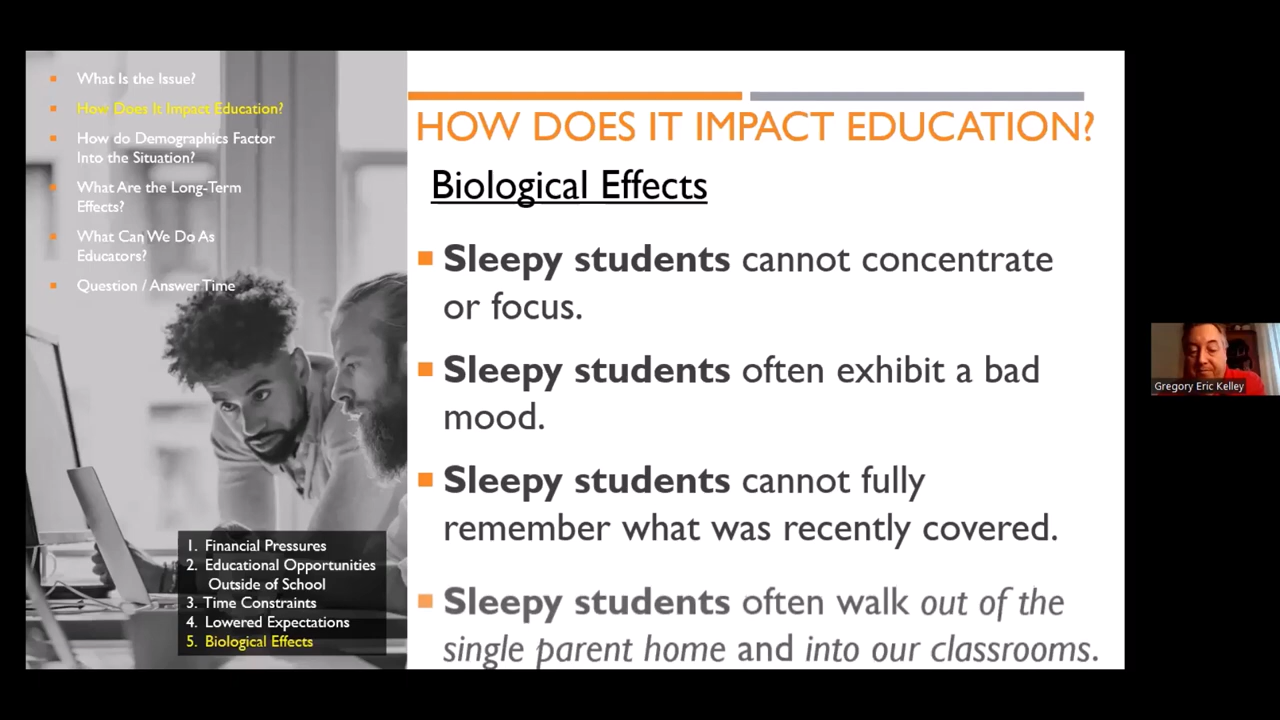 What Is the Issue?
How Does It Impact Education?
How do Demographics Factor
Into the Situation?
What Are the Long-Term
Effects?
What Can We Do As
Educators?
Question / Answer Time
1. Financial Pressures
2. Educational Opportunities
Outside of School
3. Time Constraints
4. Lowered Expectations
5. Biological Effects
HOW DOES IT IMPACT EDUCATION?
Biological Effects
Sleepy students cannot concentrate
or focus.
Sleepy students often exhibit a bad
mood.
Sleepy students cannot fully
remember what was recently covered.
Sleepy students often walk out of the
single parent home and into our classrooms.
Gregory Eric Kelley